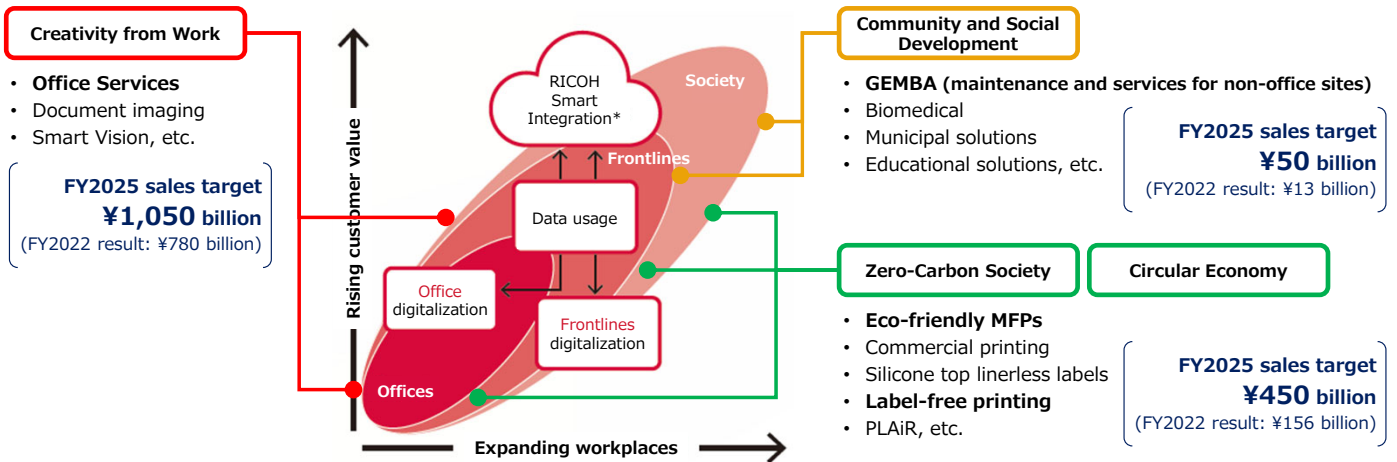 Creativity from Work
• Office Services
• Document imaging
• Smart Vision, etc.
FY2025 sales target
¥1,050 billion
(FY2022 result: ¥780 billion)
Rising customer value
Expanding workplaces
RICOH
Smart
Integration*
Society
Frontlines
Data usage
Office
digitalization
Frontlines
digitalization
Offices
Community and Social
Development
• GEMBA (maintenance and services for non-office sites)
• Biomedical
• Municipal solutions
• Educational solutions, etc.
FY2025 sales target
¥50 billion
(FY2022 result: ¥13 billion)
Zero-Carbon Society
Circular Economy
• Eco-friendly MFPs
• Commercial printing
• Silicone top linerless labels
• Label-free printing
• PLAiR, etc.
FY2025 sales target
¥450 billion
(FY2022 result: ¥156 billion)